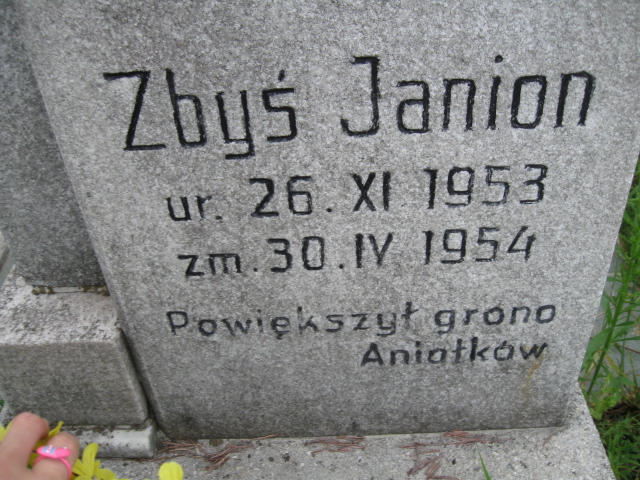 Zbyś Janion
ur. 26. XI 1953
zm. 30. IV 1954
Powiększył grono
Aniołków